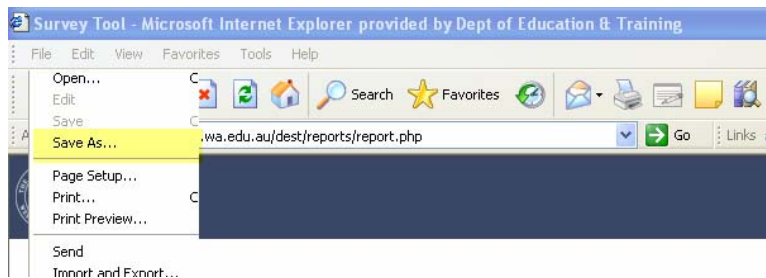 Survey Tool - Microsoft Internet Explorer provided by Dept of Education & Training
File Edit View Favorites Tools Help
Open... C
Edit
Search Favorites
Save C
A .wa.edu.au/dest/reports/report.php Go Links
Save As...
Page Setup...
Print... C
Print Preview...
Send
Import and Export...